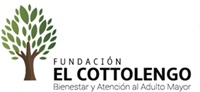 FUNDACIÓN
EL COTTOLENGO
Bienestar y Atención al Adulto Mayor